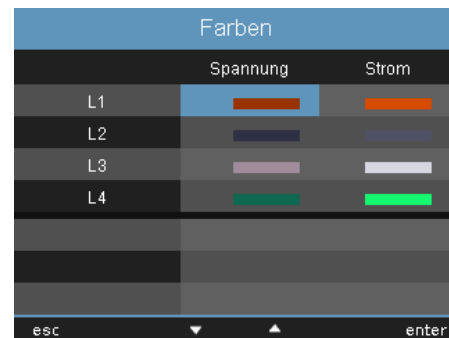 Farben
Spannung Strom
L1
L2
L3
L4
esc enter